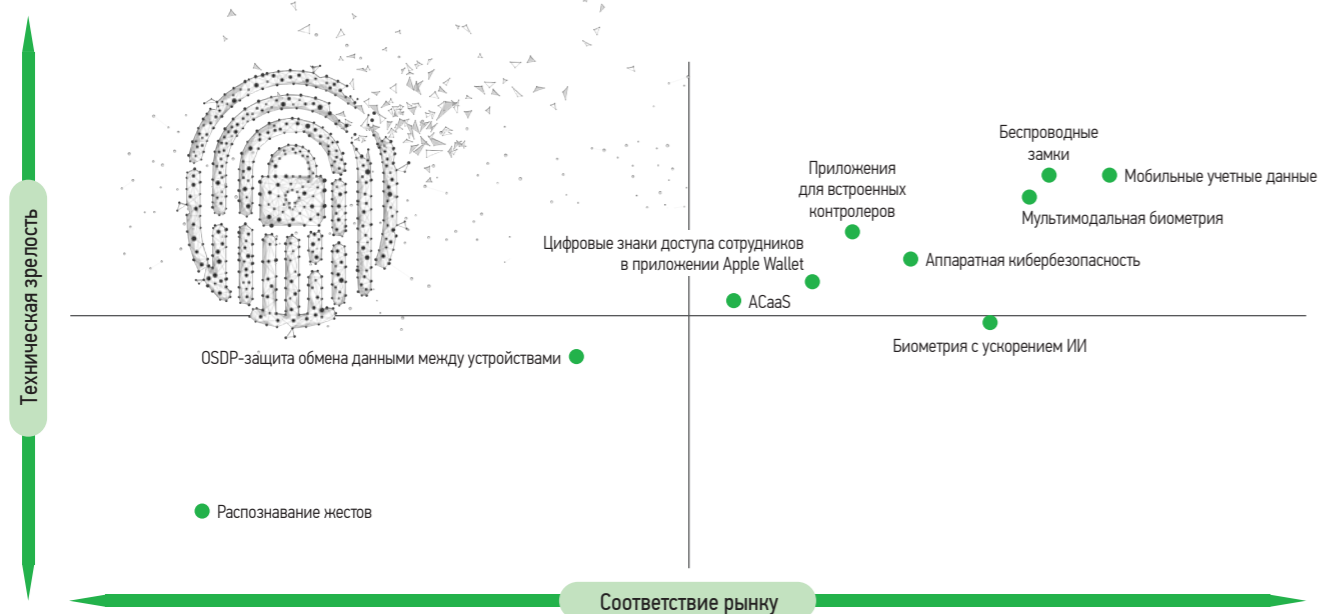 Техническая зрелость
Беспроводные
замки
Мобильные учетные данные
Приложения
для встроенных
контролеров
Мультимодальная биометрия
Цифровые знаки доступа сотрудников
в приложении Apple Wallet
Аппаратная кибербезопасность
ACaaS
Биометрия с ускорением ИИ
OSDP-защита обмена данными между устройствами
Распознавание жестов
Соответствие рынку